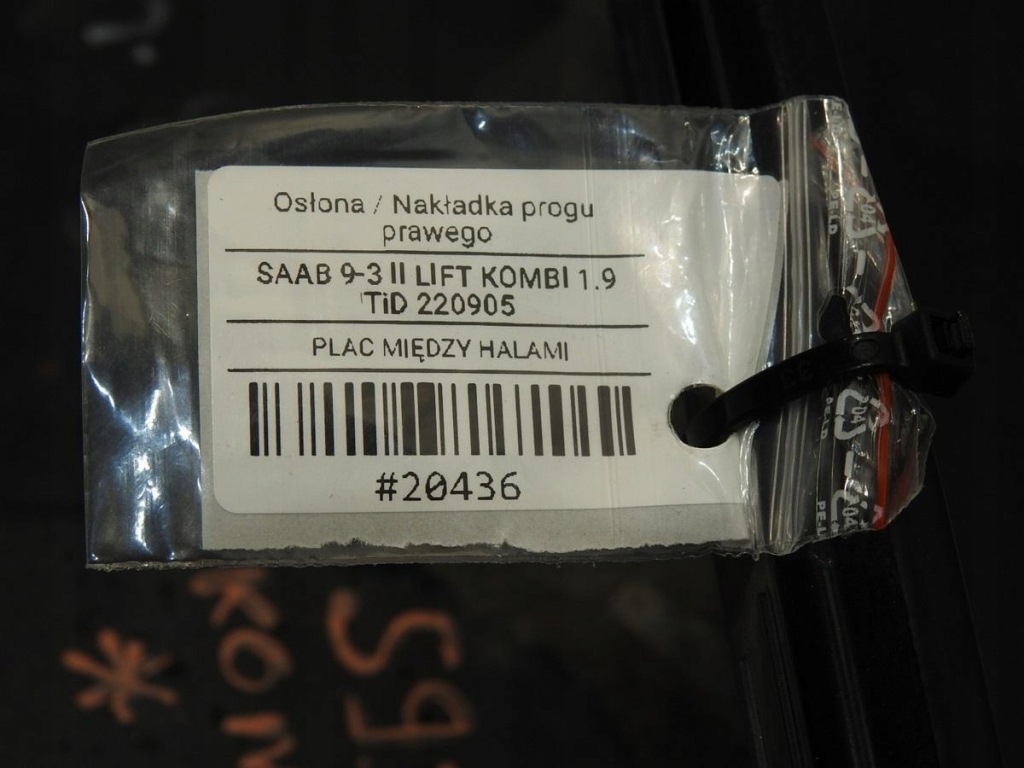 Osłona / Nakładka progu
prawego
SAAB 9-3 II LIFT KOMBI 1.9
TiD 220905
PLAC MIĘDZY HALAMI
#20436